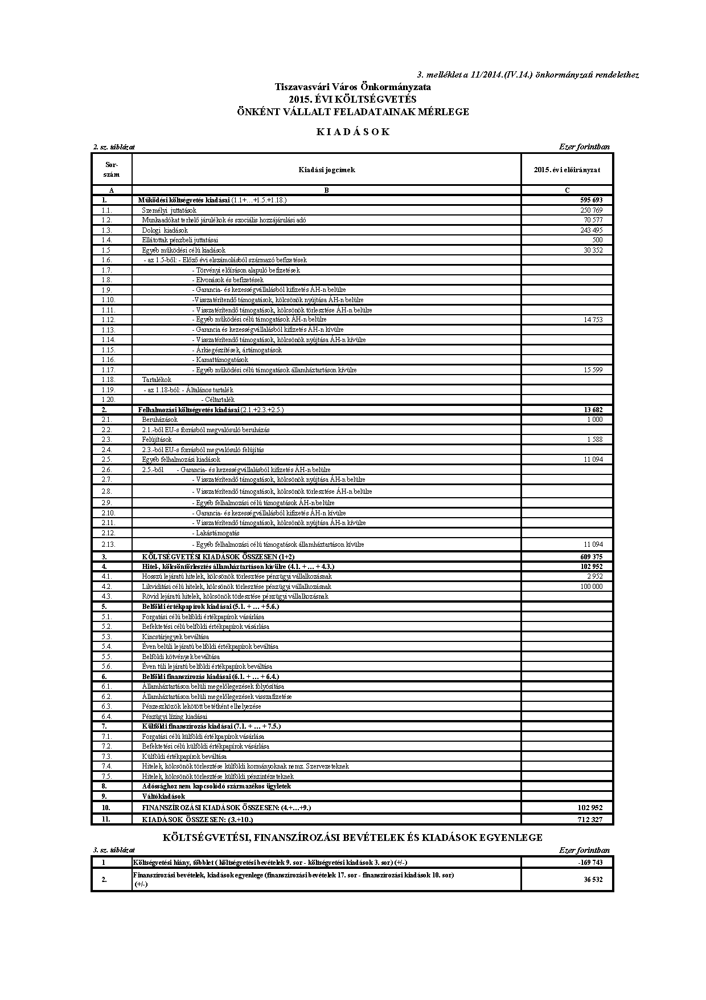 3. melléklet a 11/2014.(IV.14.) önkormányzati rendelethez
Tiszavasvári Város Önkormányzata
2015. ÉVI KÖLTSÉGVETÉS
ÖNKÉNT VÁLLALT FELADATAINAK MÉRLEGE
K I A D Á S O K
2. sz. táblázat Ezer forintban
Sor-
szám Kiadási jogcímek 2015. évi előirányzat
A B C
1. Működési költségvetés kiadásai (1.1+…+1.5.+1.18.) 595 693
1.1. Személyi juttatások 250 769
1.2. Munkaadókat terhelő járulékok és szociális hozzájárulási adó 70 577
1.3. Dologi kiadások 243 495
1.4. Ellátottak pénzbeli juttatásai 500
1.5 Egyéb működési célú kiadások 30 352
1.6. - az 1.5-ből: - Előző évi elszámolásból származó befizetések
1.7. - Törvényi előíráson alapuló befizetések
1.8. - Elvonások és befizetések
1.9. - Garancia- és kezességvállalásból kifizetés ÁH-n belülre
1.10. -Visszatérítendő támogatások, kölcsönök nyújtása ÁH-n belülre
1.11. - Visszatérítendő támogatások, kölcsönök törlesztése ÁH-n belülre
1.12. - Egyéb működési célú támogatások ÁH-n belülre 14 753
1.13. - Garancia és kezességvállalásból kifizetés ÁH-n kívülre
1.14. - Visszatérítendő támogatások, kölcsönök nyújtása ÁH-n kívülre
1.15. - Árkiegészítések, ártámogatások
1.16. - Kamattámogatások
1.17. - Egyéb működési célú támogatások államháztartáson kívülre 15 599
1.18. Tartalékok
1.19. - az 1.18-ból: - Általános tartalék
1.20. - Céltartalék
2. Felhalmozási költségvetés kiadásai (2.1.+2.3.+2.5.) 13 682
2.1. Beruházások 1 000
2.2. 2.1.-ből EU-s forrásból megvalósuló beruházás
2.3. Felújítások 1 588
2.4. 2.3.-ból EU-s forrásból megvalósuló felújítás
2.5. Egyéb felhalmozási kiadások 11 094
2.6. 2.5.-ből - Garancia- és kezességvállalásból kifizetés ÁH-n belülre
2.7. - Visszatérítendő támogatások, kölcsönök nyújtása ÁH-n belülre
2.8. - Visszatérítendő támogatások, kölcsönök törlesztése ÁH-n belülre
2.9. - Egyéb felhalmozási célú támogatások ÁH-n belülre
2.10. - Garancia- és kezességvállalásból kifizetés ÁH-n kívülre
2.11. - Visszatérítendő támogatások, kölcsönök nyújtása ÁH-n kívülre
2.12. - Lakástámogatás
2.13. - Egyéb felhalmozási célú támogatások államháztartáson kívülre 11 094
3. KÖLTSÉGVETÉSI KIADÁSOK ÖSSZESEN (1+2) 609 375
4. Hitel-, kölcsöntörlesztés államháztartáson kívülre (4.1. + … + 4.3.) 102 952
4.1. Hosszú lejáratú hitelek, kölcsönök törlesztése pénzügyi vállalkozásnak 2 952
4.2. Likviditási célú hitelek, kölcsönök törlesztése pénzügyi vállalkozásnak 100 000
4.3. Rövid lejáratú hitelek, kölcsönök törlesztése pénzügyi vállalkozásnak
5. Belföldi értékpapírok kiadásai (5.1. + … + 5.6.)
5.1. Forgatási célú belföldi értékpapírok vásárlása
5.2. Befektetési célú belföldi értékpapírok vásárlása
5.3. Kincstárjegyek beváltása
5.4. Éven belüli lejáratú belföldi értékpapírok beváltása
5.5. Belföldi kötvények beváltása
5.6. Éven túli lejáratú belföldi értékpapírok beváltása
6. Belföldi finanszírozás kiadásai (6.1. + … + 6.4.)
6.1. Államháztartáson belüli megelőlegezések folyósítása
6.2. Államháztartáson belüli megelőlegezések visszafizetése
6.3. Pénzeszközök lekötött betétként elhelyezése
6.4. Pénzügyi lízing kiadásai
7. Külföldi finanszírozás kiadásai (7.1. + … + 7.5.)
7.1. Forgatási célú külföldi értékpapírok vásárlása
7.2. Befektetési célú külföldi értékpapírok vásárlása
7.3. Külföldi értékpapírok beváltása
7.4. Hitelek, kölcsönök törlesztése külföldi kormányoknak nemz. Szervezeteknek
7.5. Hitelek, kölcsönök törlesztése külföldi pénzintézeteknek
8. Adóssághoz nem kapcsolódó származékos ügyletek
9. Váltókiadások
10. FINANSZÍROZÁSI KIADÁSOK ÖSSZESEN: (4.+…+9.) 102 952
11. KIADÁSOK ÖSSZESEN: (3.+10.) 712 327
KÖLTSÉGVETÉSI, FINANSZÍROZÁSI BEVÉTELEK ÉS KIADÁSOK EGYENLEGE
3. sz. táblázat Ezer forintban
1 Költségvetési hiány, többlet ( költségvetési bevételek 9. sor - költségvetési kiadások 3. sor) (+/-) -169 743
2. Finanszírozási bevételek, kiadások egyenlege (finanszírozási bevételek 17. sor - finanszírozási kiadások 10. sor)
(+/-) 36 532